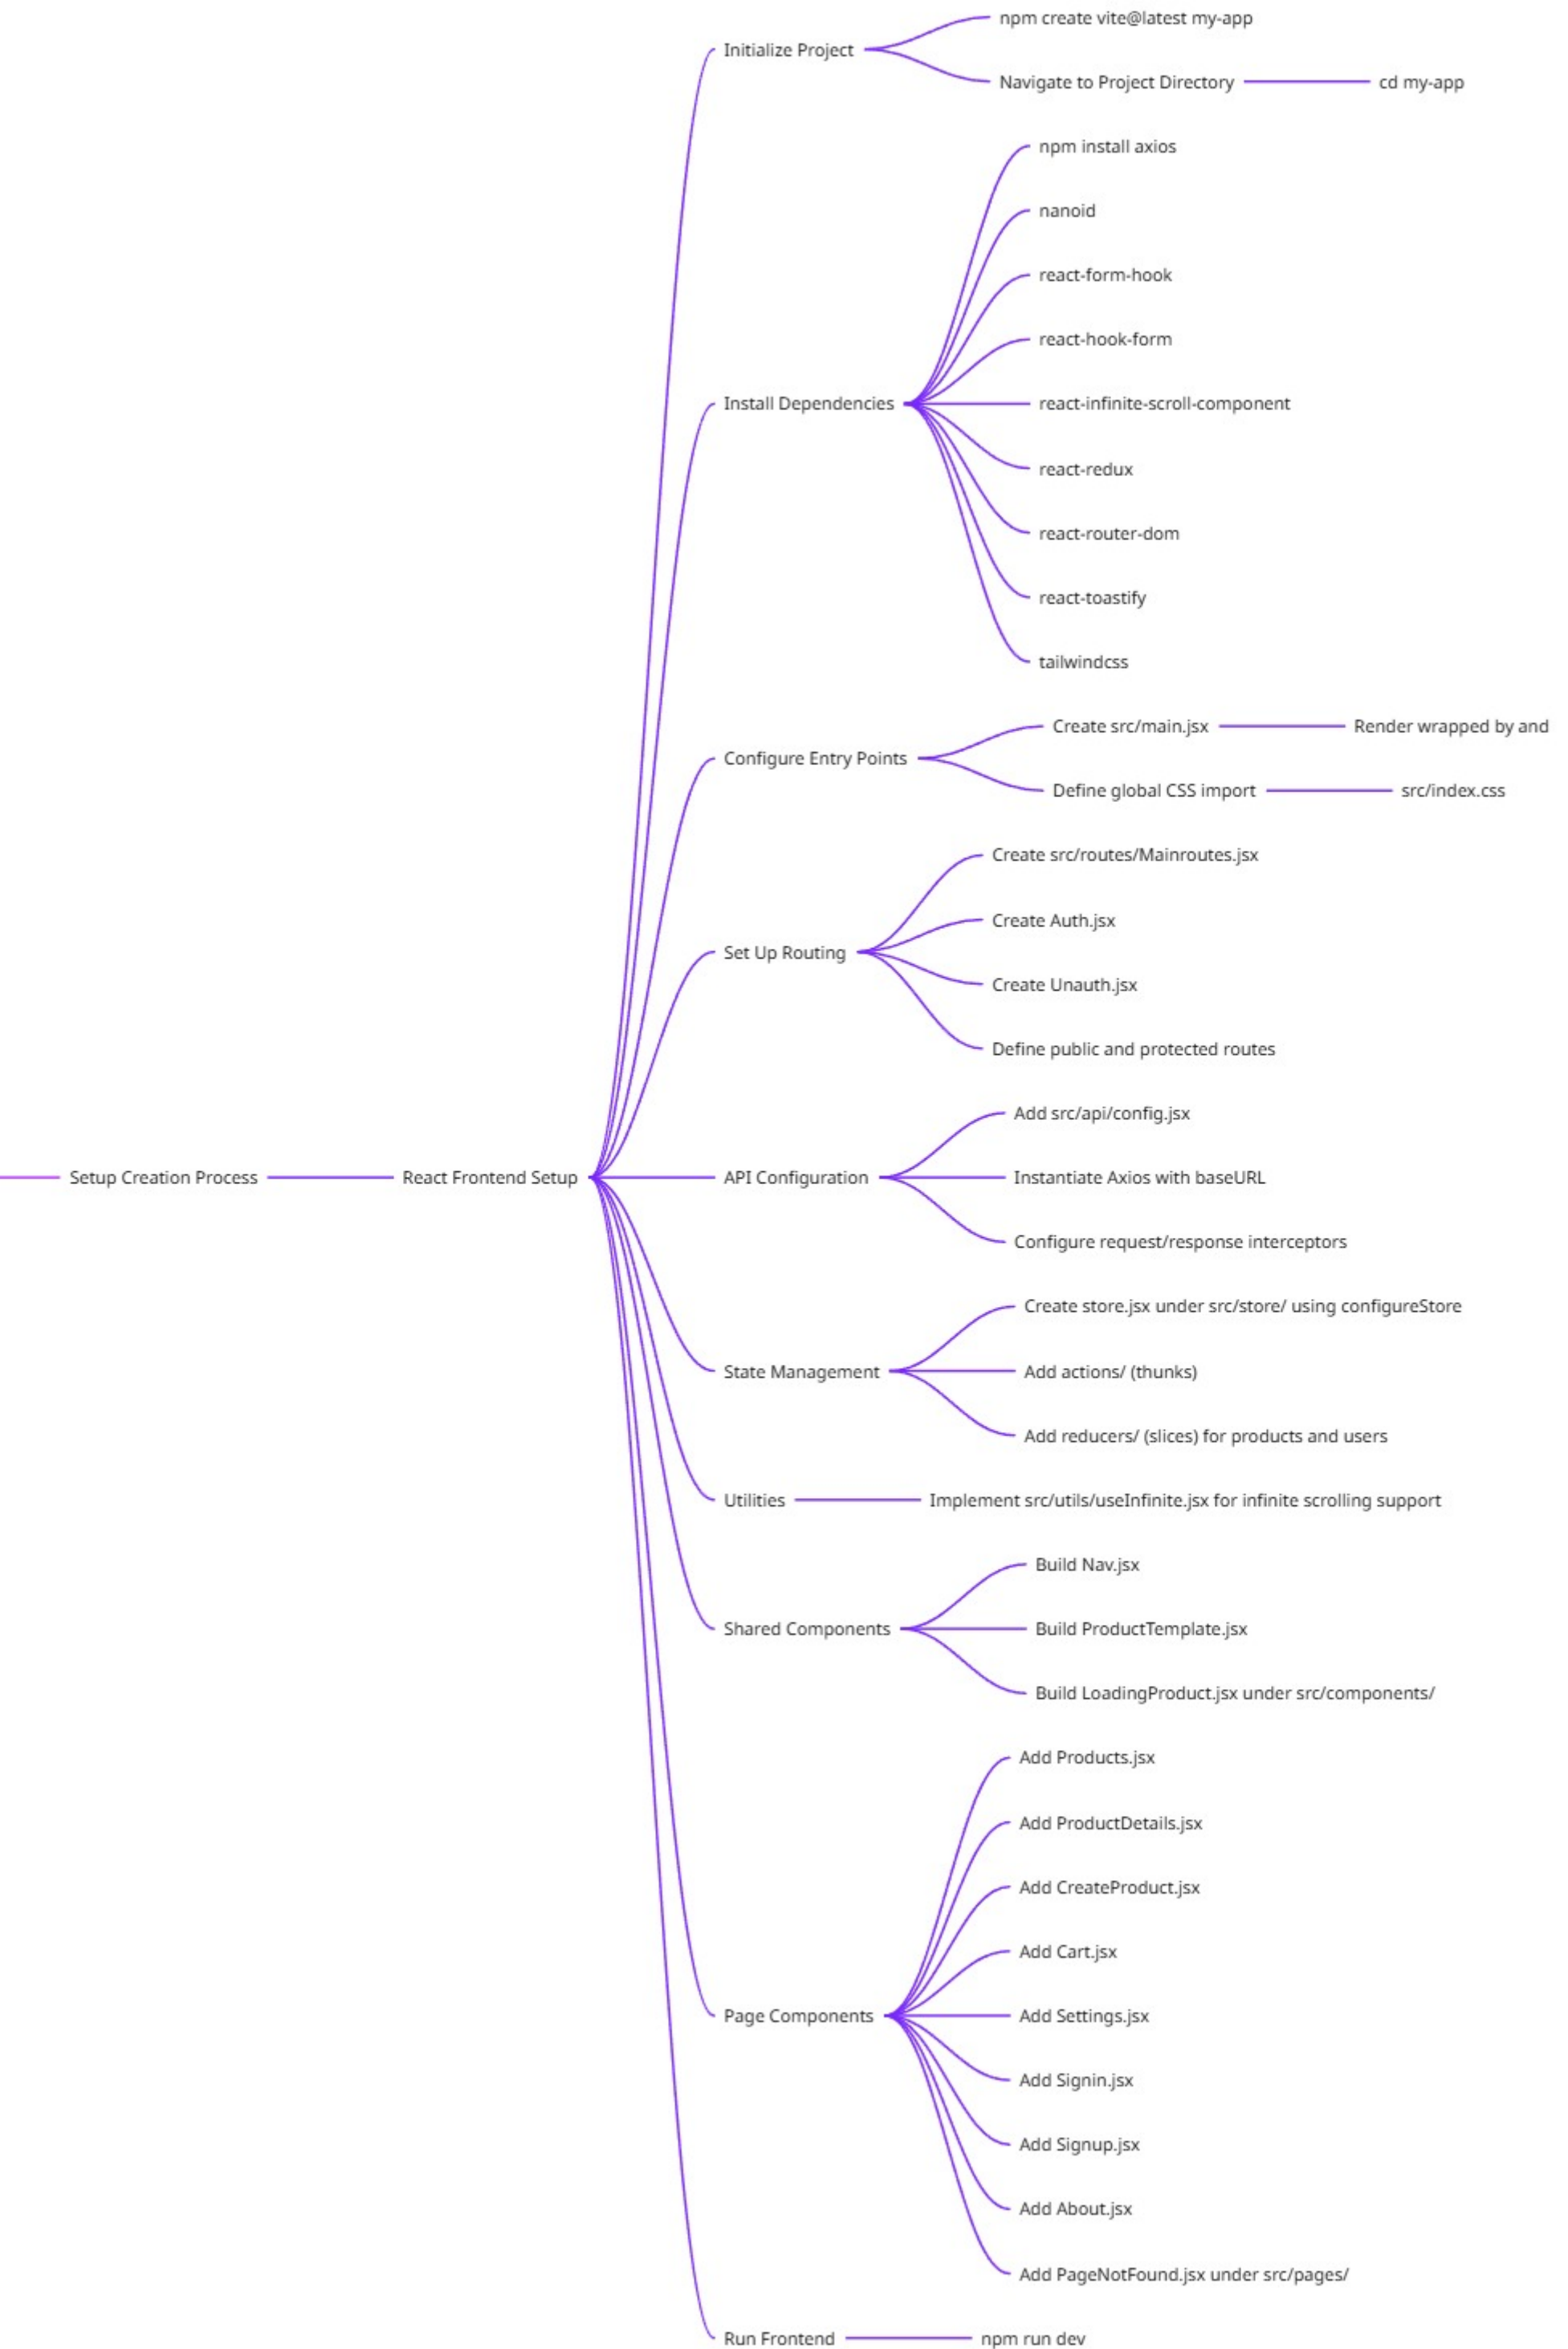 Setup Creation Process
React Frontend Setup
Initialize Project
npm create vite@latest my-app
Navigate to Project Directory
cd my-app
Install Dependencies
npm install axios
nanoid
react-form-hook
react-hook-form
react-infinite-scroll-component
react-redux
react-router-dom
react-toastify
tailwindcss
Configure Entry Points
Create src/main.jsx
Render wrapped by and
Define global CSS import
src/index.css
Set Up Routing
Create src/routes/Mainroutes.jsx
Create Auth.jsx
Create Unauth.jsx
Define public and protected routes
API Configuration
Add src/api/config.jsx
Instantiate Axios with baseURL
Configure request/response interceptors
State Management
Create store.jsx under src/store/ using configureStore
Add actions/ (thunks)
Add reducers/ (slices) for products and users
Utilities
Implement src/utils/useInfinite.jsx for infinite scrolling support
Shared Components
Build Nav.jsx
Build ProductTemplate.jsx
Build LoadingProduct.jsx under src/components/
Page Components
Add Products.jsx
Add ProductDetails.jsx
Add CreateProduct.jsx
Add Cart.jsx
Add Settings.jsx
Add Signin.jsx
Add Signup.jsx
Add About.jsx
Add PageNotFound.jsx under src/pages/
Run Frontend
npm run dev